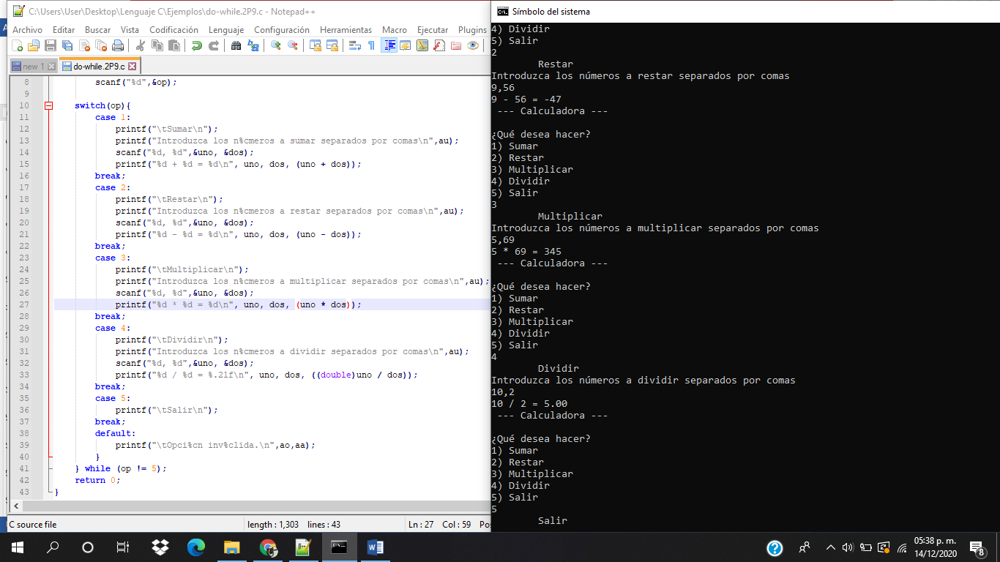 C:\Users\User\Desktop\Lenguaje C\Ejemplos\do-while.2P9.c - Notepad++
Archivo Editar Buscar Vista Codificación Lenguaje Configuración Herramientas Macro Ejecutar Plugins
new 1 do-while.2P9.c
8 scanf("%d",&op);
9
10 switch(op){
11 case 1:
12 printf("\tSumar\n");
13 printf("Introduzca los n%cmeros a sumar separados por comas\n",au);
14 scanf("%d, %d",&uno, &dos);
15 printf("%d + %d = %d\n", uno, dos, (uno + dos));
16 break;
17 case 2:
18 printf("\tRestar\n");
19 printf("Introduzca los n%cmeros a restar separados por comas\n",au);
20 scanf("%d, %d",&uno, &dos);
21 printf("%d - %d = %d\n", uno, dos, (uno - dos));
22 break;
23 case 3:
24 printf("\tMultiplicar\n");
25 printf("Introduzca los n%cmeros a multiplicar separados por comas\n",au);
26 scanf("%d, %d",&uno, &dos);
27 printf("%d * %d = %d\n", uno, dos, (uno * dos));
28 break;
29 case 4:
30 printf("\tDividir\n");
31 printf("Introduzca los n%cmeros a dividir separados por comas\n",au);
32 scanf("%d, %d",&uno, &dos);
33 printf("%d / %d = %.2lf\n", uno, dos, ((double)uno / dos));
34 break;
35 case 5:
36 printf("\tSalir\n");
37 break;
38 default:
39 printf("\tOpci%cn inv%clida.\n",ao,aa);
40 }
41 } while (op != 5);
42 return 0;
43 }
C source file length : 1,303 lines : 43 Ln : 27 Col : 59 Pos
Símbolo del sistema
4) Dividir
5) Salir
2
Restar
Introduzca los números a restar separados por comas
9,56
9 - 56 = -47
--- Calculadora ---
¿Qué desea hacer?
1) Sumar
2) Restar
3) Multiplicar
4) Dividir
5) Salir
3
Multiplicar
Introduzca los números a multiplicar separados por comas
5,69
5 * 69 = 345
--- Calculadora ---
¿Qué desea hacer?
1) Sumar
2) Restar
3) Multiplicar
4) Dividir
5) Salir
4
Dividir
Introduzca los números a dividir separados por comas
10,2
10 / 2 = 5.00
--- Calculadora ---
¿Qué desea hacer?
1) Sumar
2) Restar
3) Multiplicar
4) Dividir
5) Salir
5
Salir
05:38 p. m.
14/12/2020
8